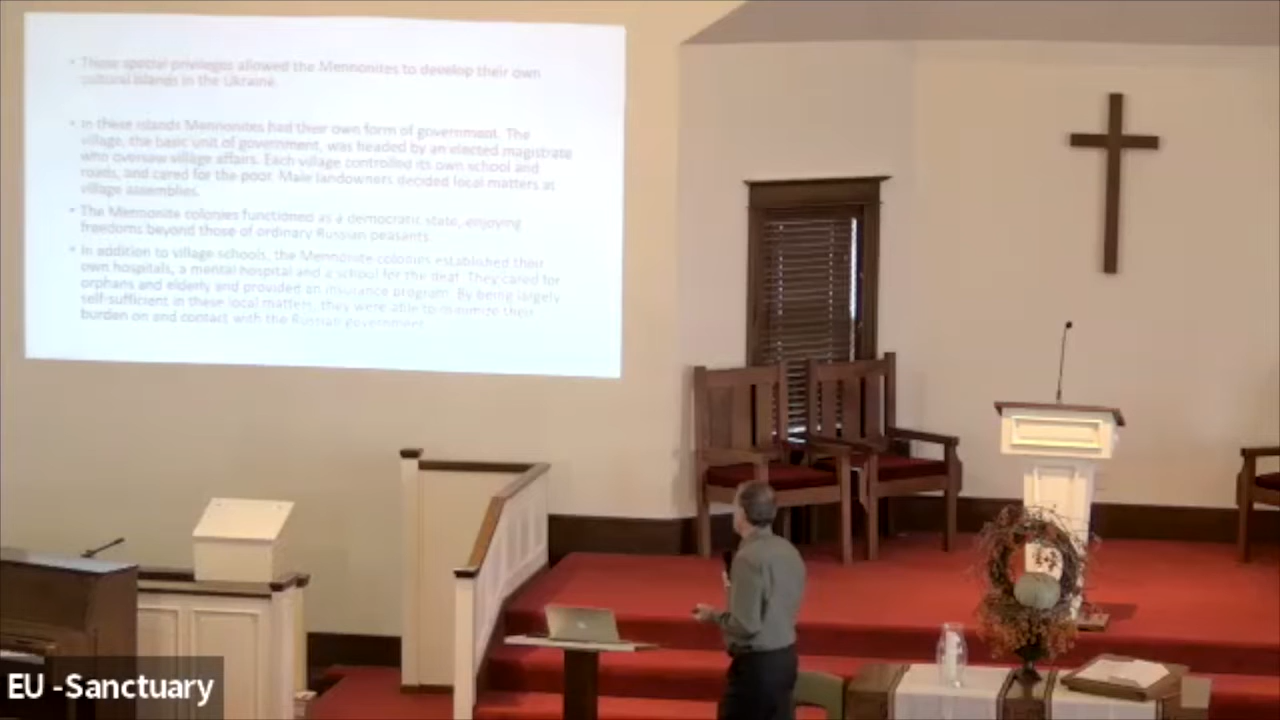 • These special privileges allowed the Mennonites to develop their own
cultural islands in the Ukraine.
• In these islands Mennonites had their own form of government. The
village, the basic unit of government, was headed by an elected magistrate
who oversaw village affairs. Each village controlled its own school and
roads, and cared for the poor. Male landowners decided local matters at
village assemblies.
• The Mennonite colonies functioned as a democratic state, enjoying
freedoms beyond those of ordinary Russian peasants.
• In addition to village schools, the Mennonite colonies established their
own hospitals, a mental hospital and a school for the deaf. They cared for
orphans and elderly and provided an insurance program. By being largely
self-sufficient in these local matters, they were able to minimize their
burden on and contact with the Russian government.
EU -Sanctuary